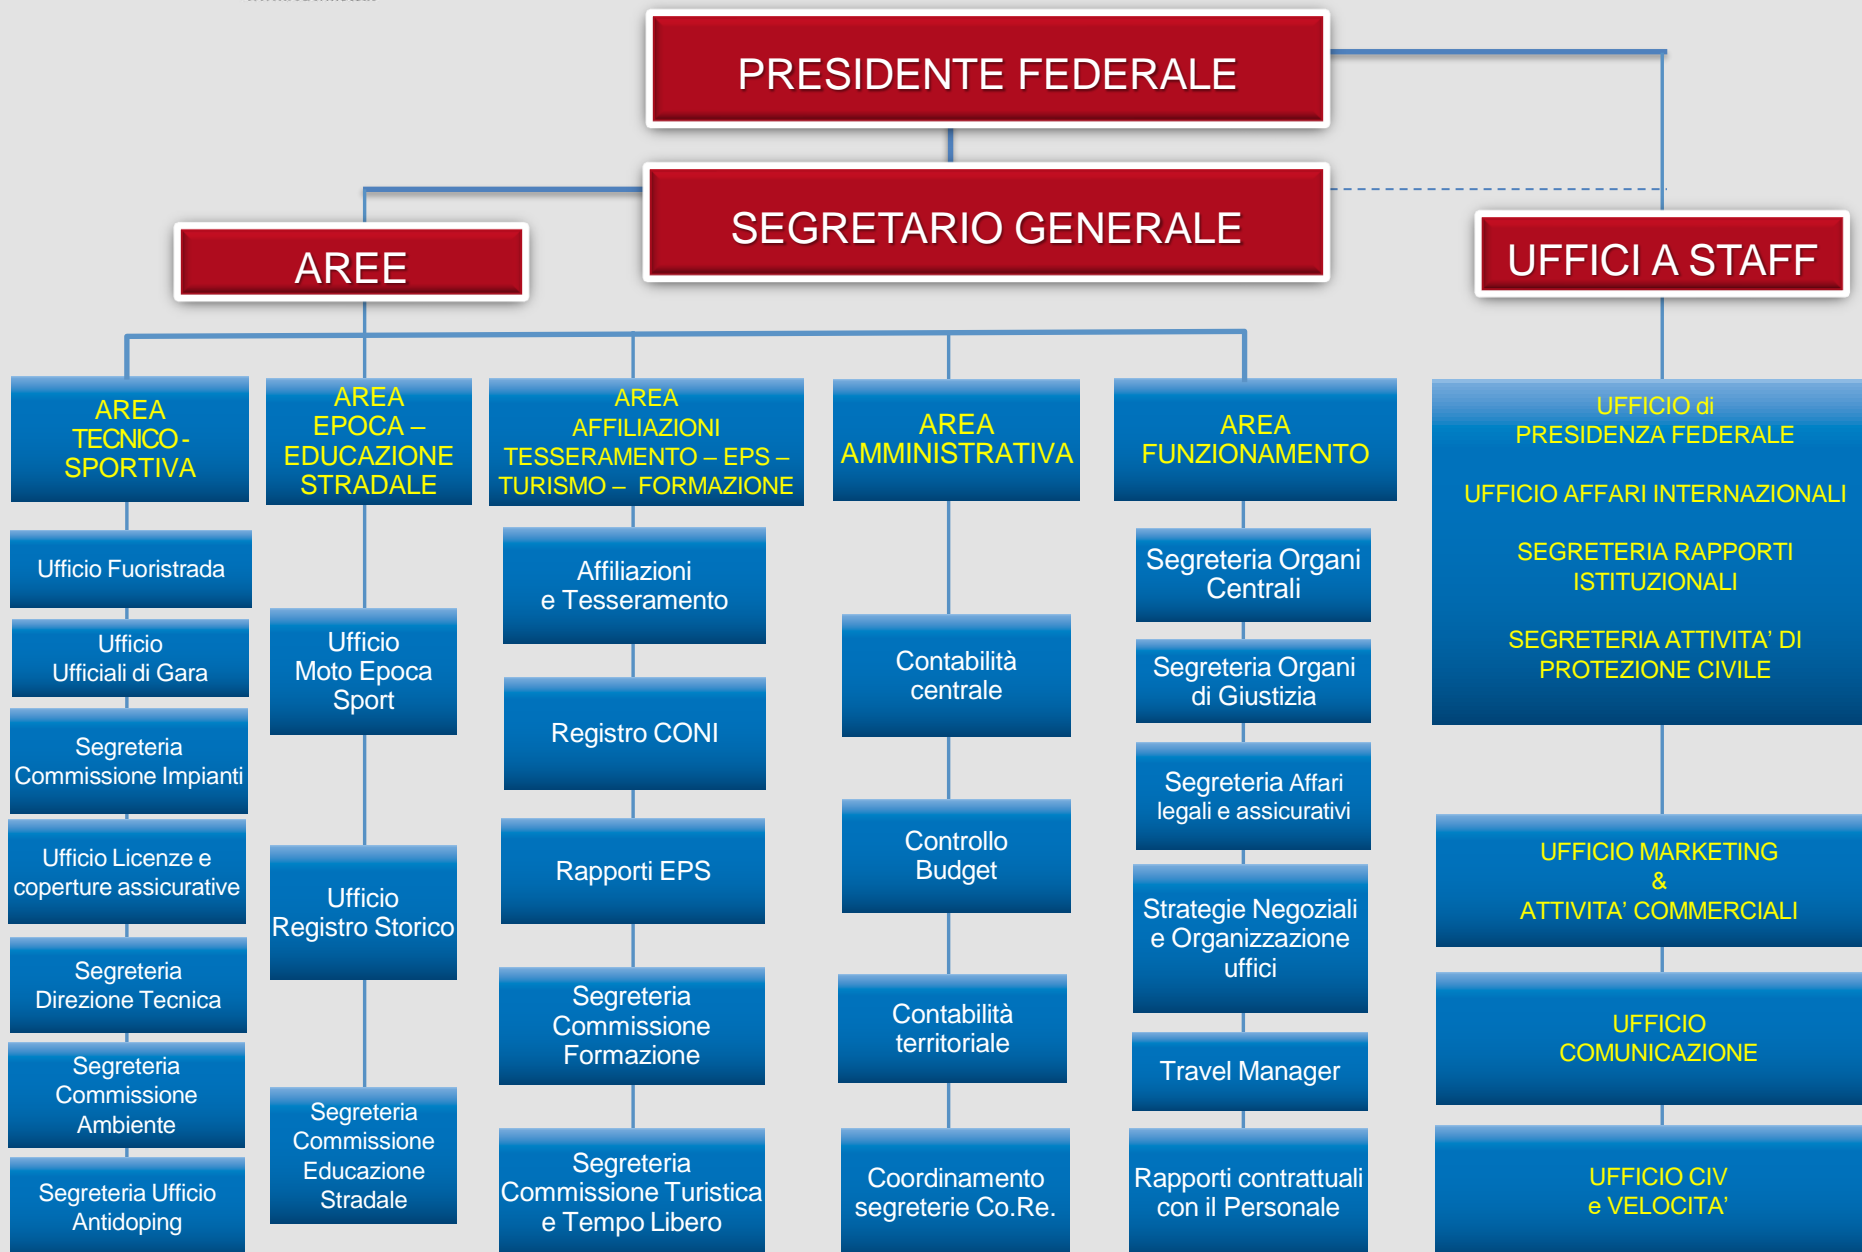 PRESIDENTE FEDERALE
SEGRETARIO GENERALE
AREE
UFFICI A STAFF
AREA
TECNICO -
SPORTIVA
Ufficio Fuoristrada
Ufficio
Ufficiali di Gara
Segreteria
Commissione Impianti
Ufficio Licenze e
coperture assicurative
Segreteria
Direzione Tecnica
Segreteria
Commissione
Ambiente
Segreteria Ufficio
Antidoping
AREA
EPOCA –
EDUCAZIONE
STRADALE
Ufficio
Moto Epoca
Sport
Ufficio
Registro Storico
Segreteria
Commissione
Educazione
Stradale
AREA
AFFILIAZIONI
TESSERAMENTO – EPS –
TURISMO – FORMAZIONE
Affiliazioni
e Tesseramento
Registro CONI
Rapporti EPS
Segreteria
Commissione
Formazione
Segreteria
Commissione Turistica
e Tempo Libero
AREA
AMMINISTRATIVA
Contabilità
centrale
Controllo
Budget
Contabilità
territoriale
Coordinamento
segreterie Co.Re.
AREA
FUNZIONAMENTO
Segreteria Organi
Centrali
Segreteria Organi
di Giustizia
Segreteria Affari
legali e assicurativi
Strategie Negoziali
e Organizzazione
uffici
Travel Manager
Rapporti contrattuali
con il Personale
UFFICIO di
PRESIDENZA FEDERALE
UFFICIO AFFARI INTERNAZIONALI
SEGRETERIA RAPPORTI
ISTITUZIONALI
SEGRETERIA ATTIVITA’ DI
PROTEZIONE CIVILE
UFFICIO MARKETING
&
ATTIVITA’ COMMERCIALI
UFFICIO
COMUNICAZIONE
UFFICIO CIV
e VELOCITA’